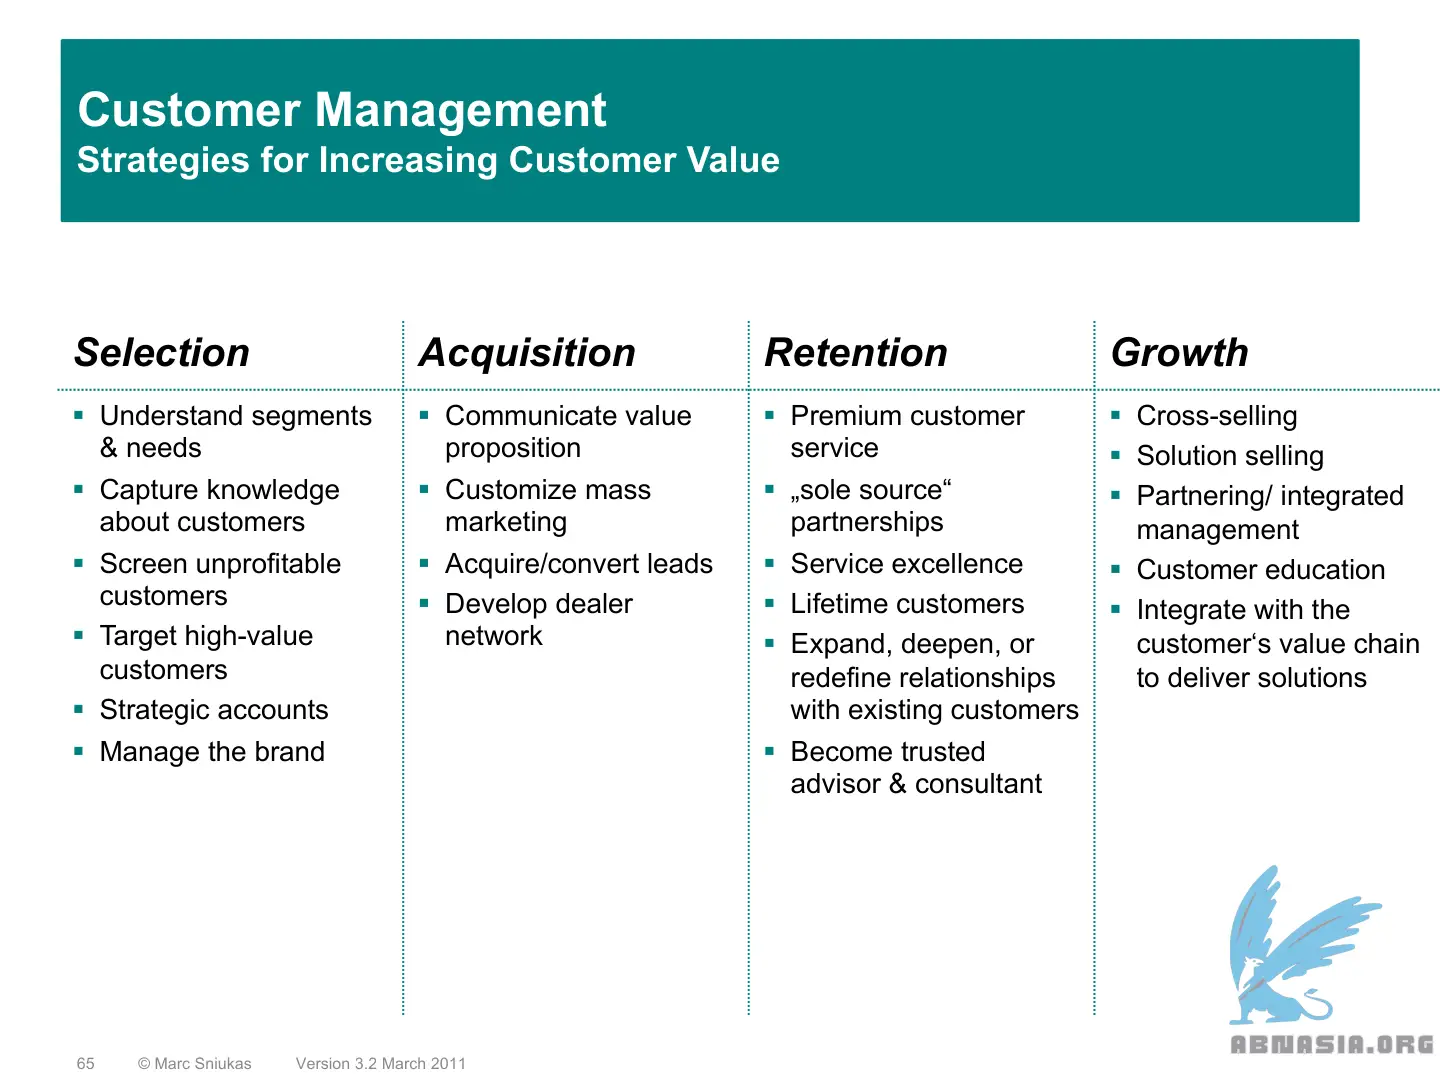 Customer Management
Strategies for Increasing Customer Value
Selection
Understand segments
& needs
Capture knowledge
about customers
Screen unprofitable
customers
Target high-value
customers
Strategic accounts
Manage the brand
Acquisition
Communicate value
proposition
Customize mass
marketing
Acquire/convert leads
Develop dealer
network
Retention
Premium customer
service
„sole source“
partnerships
Service excellence
Lifetime customers
Expand, deepen, or
redefine relationships
with existing customers
Become trusted
advisor & consultant
Growth
Cross-selling
Solution selling
Partnering/ integrated
management
Customer education
Integrate with the
customer‘s value chain
to deliver solutions
ABNASIA.ORG
65 © Marc Sniukas Version 3.2 March 2011